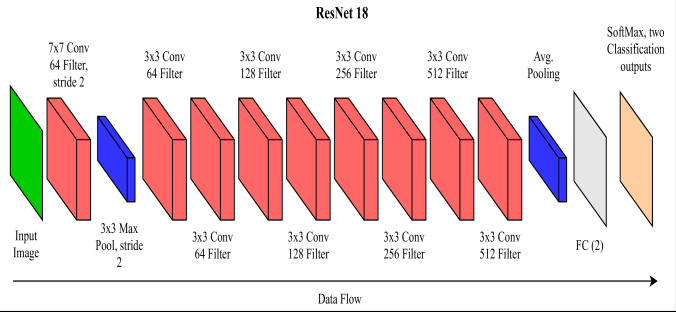 ResNet 18
7x7 Conv
64 Filter,
stride 2
3x3 Conv
64 Filter
3x3 Conv
128 Filter
3x3 Conv
256 Filter
3x3 Conv
512 Filter
Avg.
Pooling
SoftMax, two
Classification
outputs
Input
Image
3x3 Max
Pool, stride
2
3x3 Conv
64 Filter
3x3 Conv
128 Filter
3x3 Conv
256 Filter
3x3 Conv
512 Filter
FC (2)
Data Flow